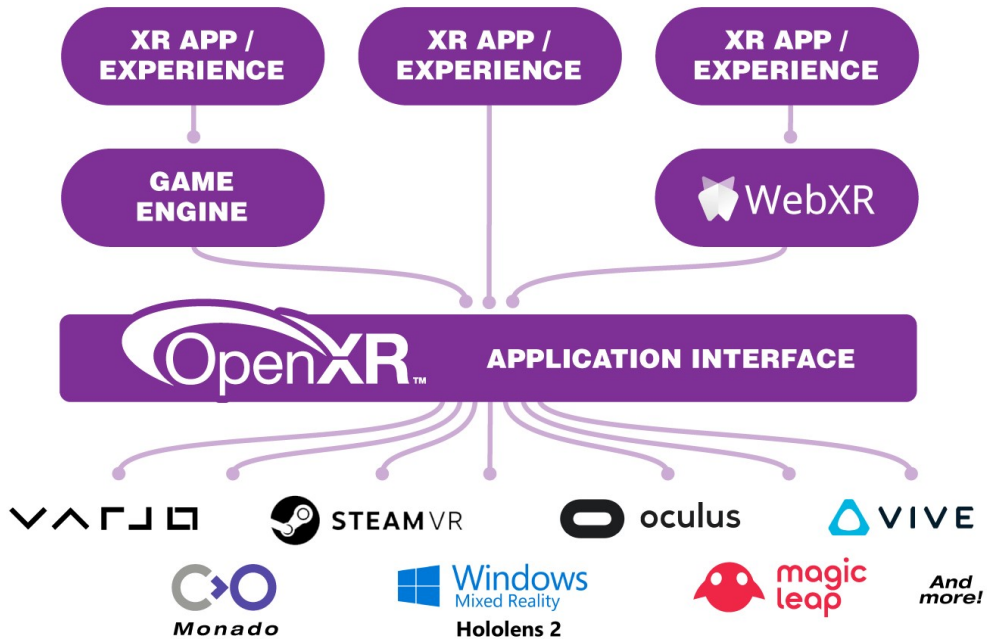 XR APP /
EXPERIENCE
XR APP /
EXPERIENCE
XR APP /
EXPERIENCE
GAME
ENGINE
WebXR
OpenXR™
APPLICATION INTERFACE
VARJO
STEAMVR
oculus
VIVE
Monado
Windows
Mixed Reality
Hololens 2
magic
leap
And
more!